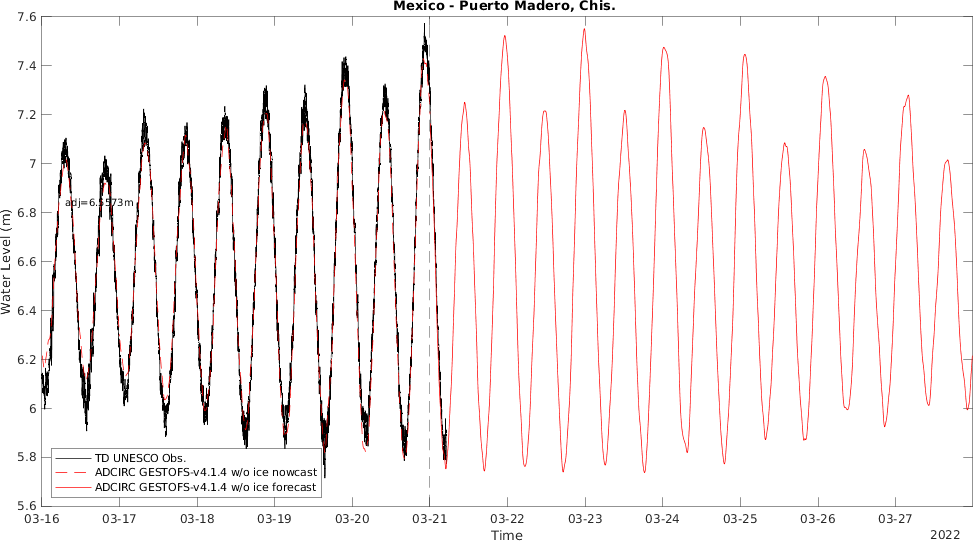 Mexico - Puerto Madero, Chis.
7.6
7.4
7.2
7
6.8
6.6
6.4
6.2
6
5.8
5.6
Water Level (m)
adj=6.5573m
TD UNESCO Obs.
ADCIRC GESTOFS-v4.1.4 w/o ice nowcast
ADCIRC GESTOFS-v4.1.4 w/o ice forecast
03-16 03-17 03-18 03-19 03-20 03-21 03-22 03-23 03-24 03-25 03-26 03-27
Time
2022